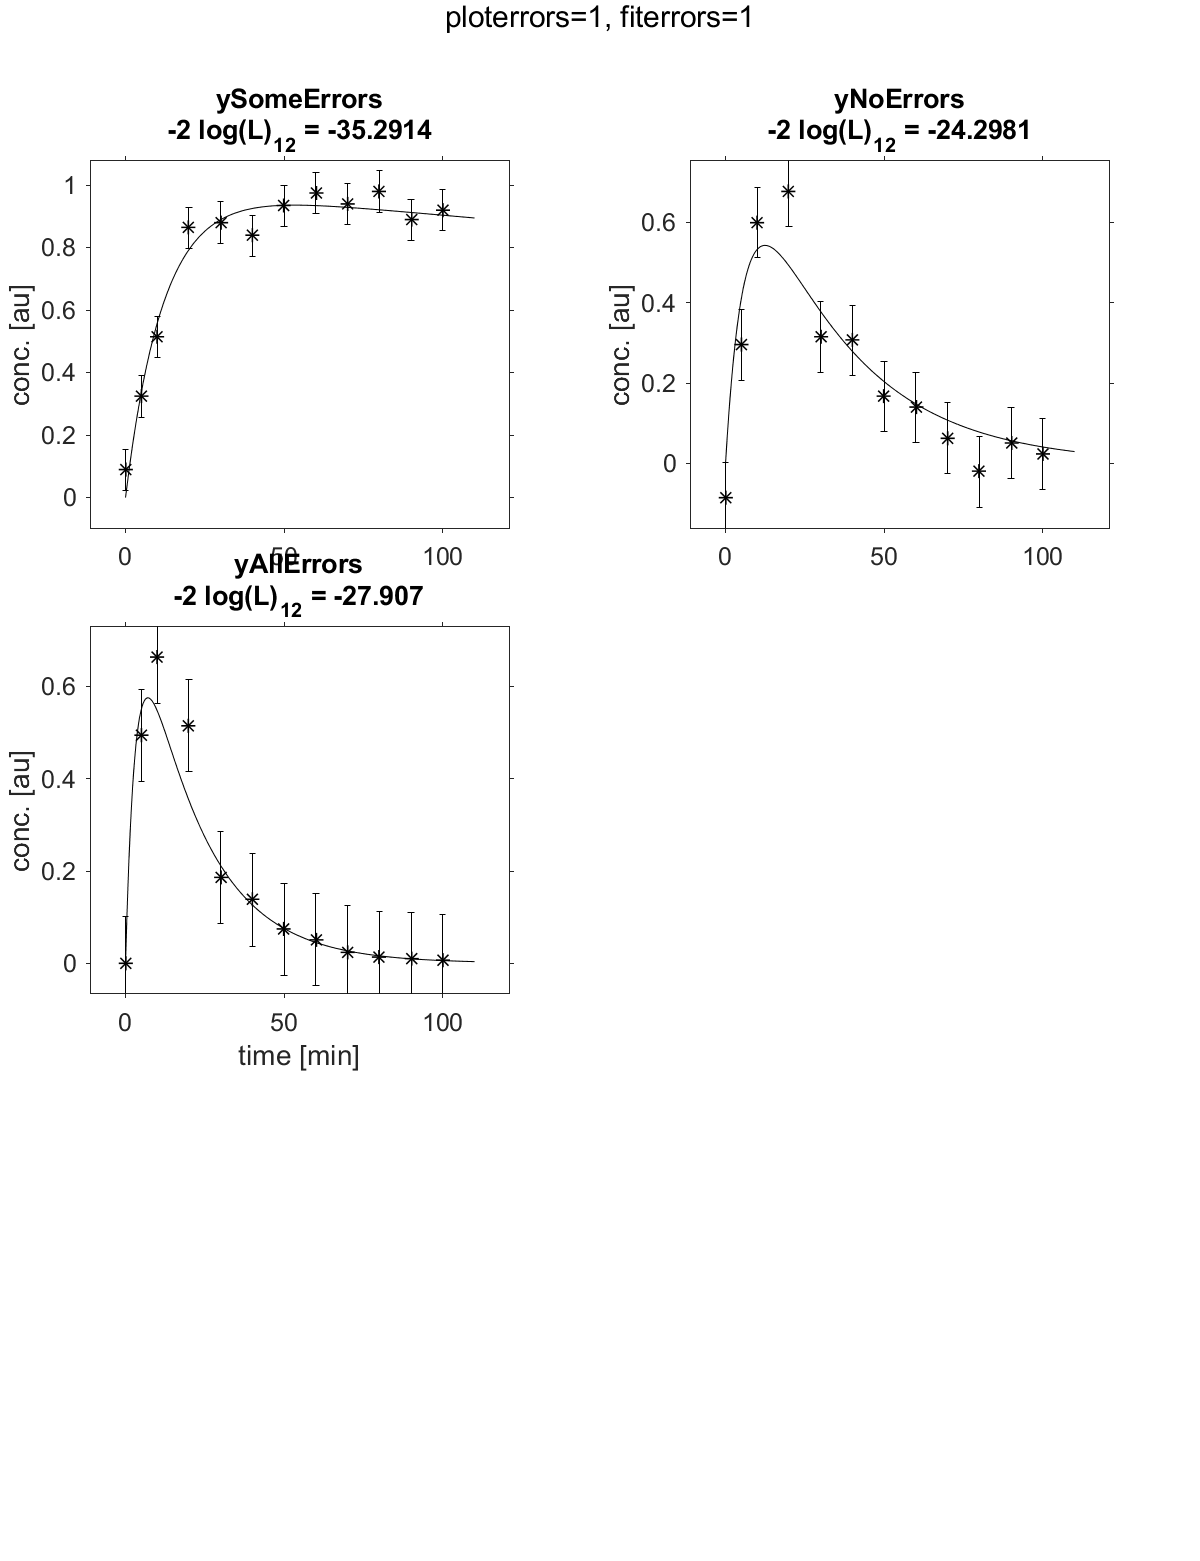 ploterrors=1, fiterrors=1
ySomeErrors
-2 log(L)12 = -35.2914
1
0.8
0.6
0.4
0.2
0
conc. [au]
0 50 100
yNoErrors
-2 log(L)12 = -24.2981
0.6
0.4
0.2
0
conc. [au]
0 50 100
yAllErrors
-2 log(L)12 = -27.907
0.6
0.4
0.2
0
conc. [au]
0 50 100
time [min]